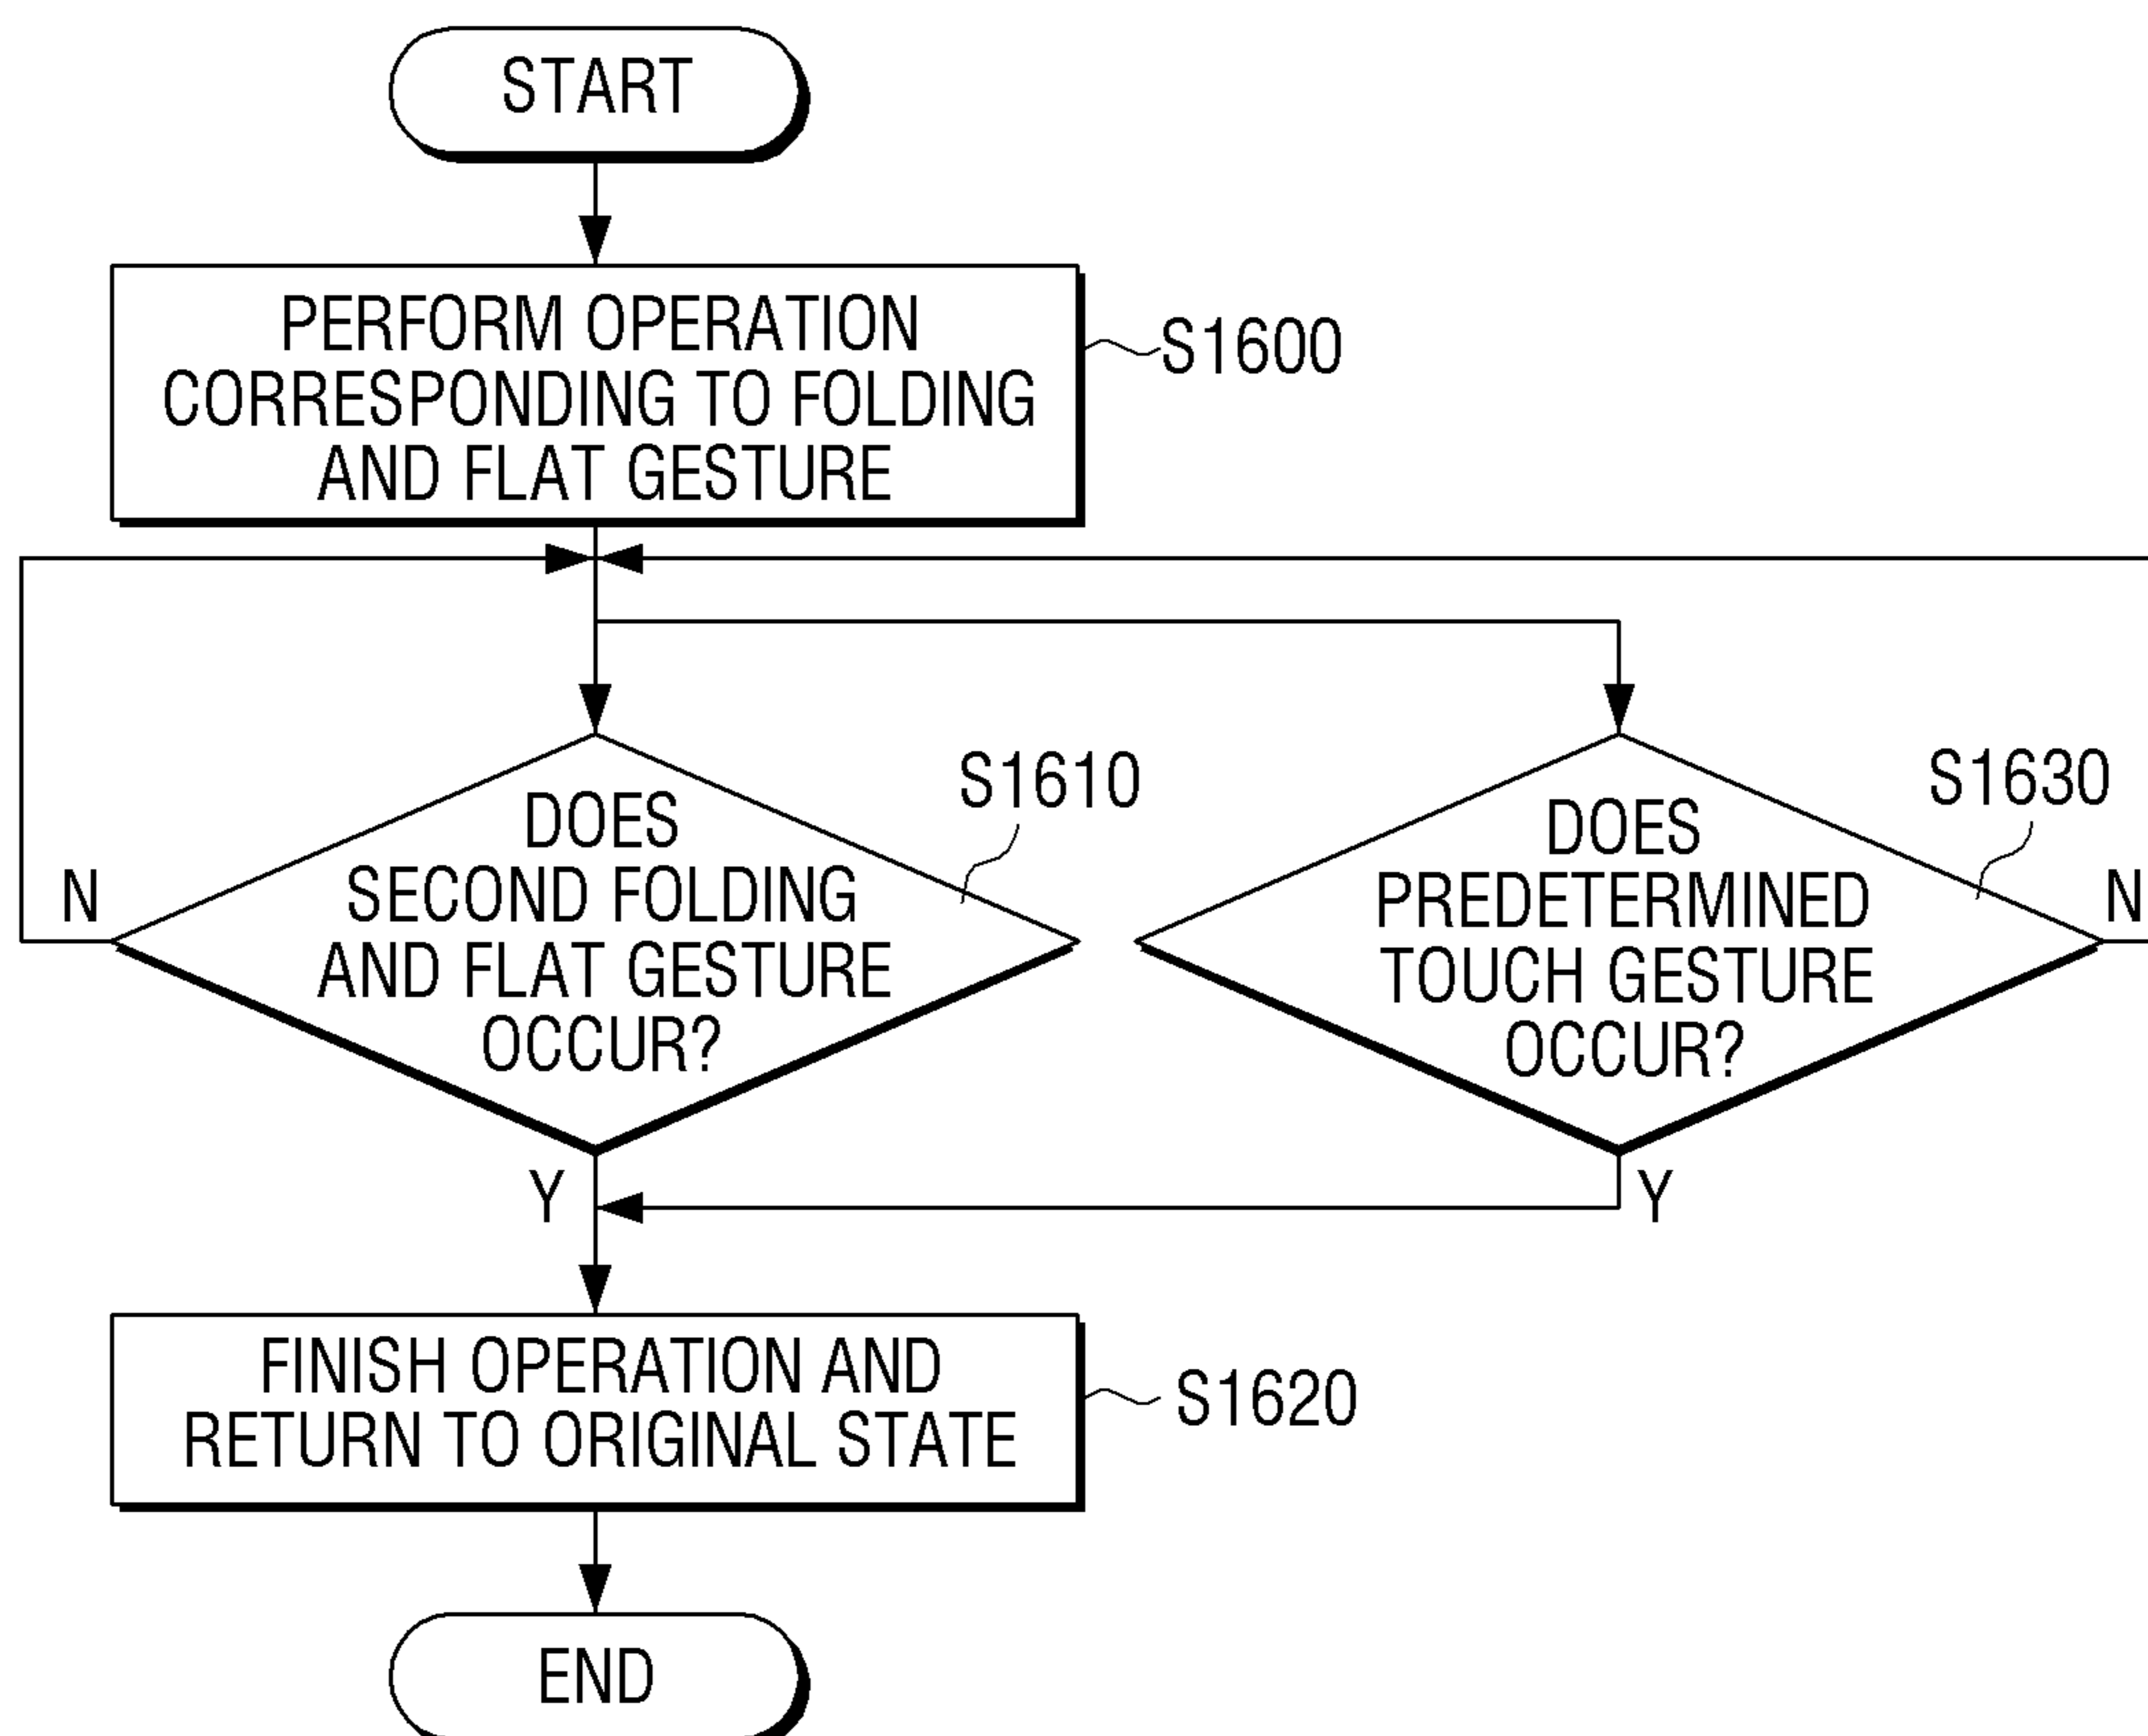 START
PERFORM OPERATION
CORRESPONDING TO FOLDING
AND FLAT GESTURE
S1600
S1610
DOES
SECOND FOLDING
AND FLAT GESTURE
OCCUR?
N
Y
S1630
DOES
PREDETERMINED
TOUCH GESTURE
OCCUR?
N
Y
FINISH OPERATION AND
RETURN TO ORIGINAL STATE
S1620
END